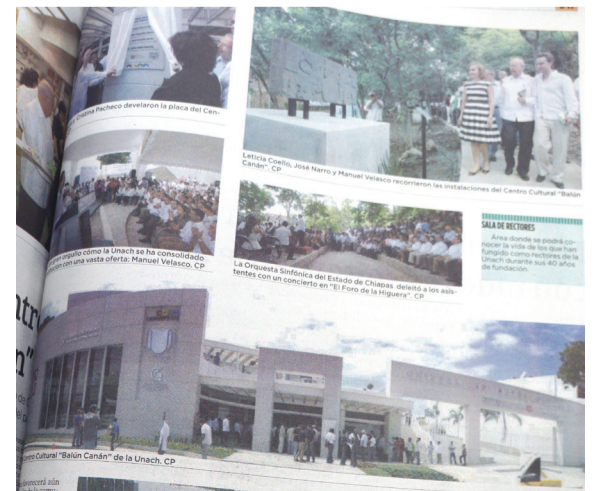 Cristina Pacheco develaron la placa del Cen-
Leticia Coello, José Narro y Manuel Velasco recorrieron las instalaciones del Centro Cultural "Balún
Canán". CP
gran orgullo cómo la Unach se ha consolidado
con una vasta oferta: Manuel Velasco. CP
La Orquesta Sinfónica del Estado de Chiapas deleitó a los asis-
tentes con un concierto en "El Foro de la Higuera". CP
SALA DE RECTORES
Área donde se podrá co-
nocer la vida de los que han
fungido como rectores de la
Unach durante sus 40 años
de fundación.
Centro Cultural "Balún Canán" de la Unach. CP
aún